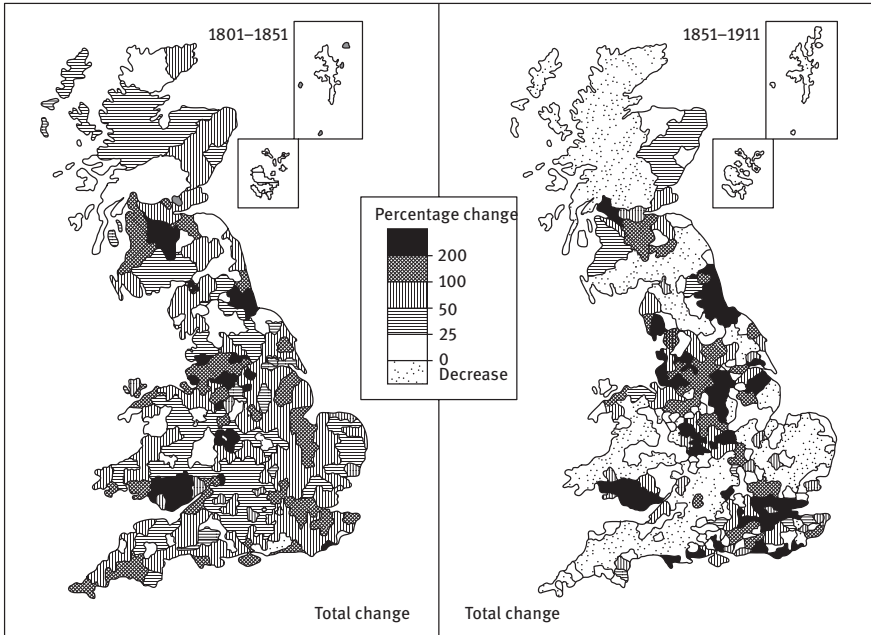 1801–1851
1851–1911
Percentage change
200
100
50
25
0
Decrease
Total change
Total change